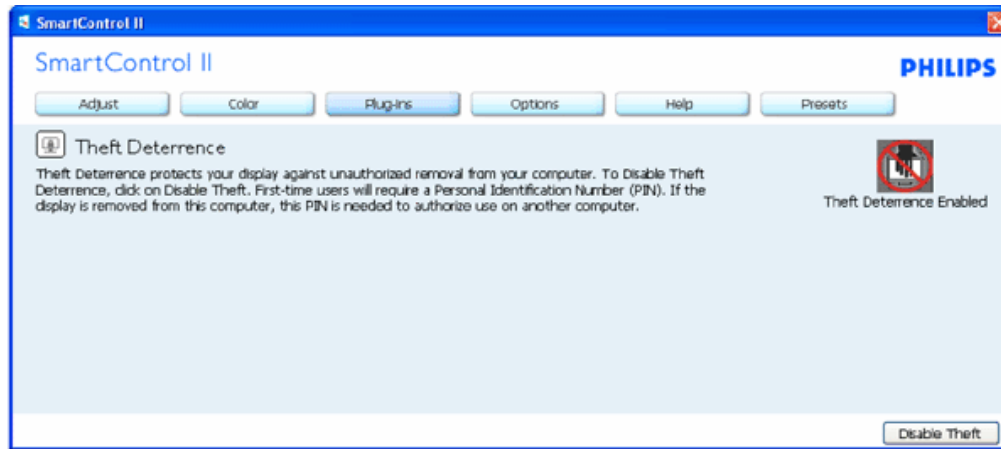 SmartControl II
SmartControl II
PHILIPS
Adjust Color Plug-Ins Options Help Presets
Theft Deterrence
Theft Deterrence protects your display against unauthorized removal from your computer. To Disable Theft
Deterrence, click on Disable Theft. First-time users will require a Personal Identification Number (PIN). If the
display is removed from this computer, this PIN is needed to authorize use on another computer.
Theft Deterrence Enabled
Disable Theft